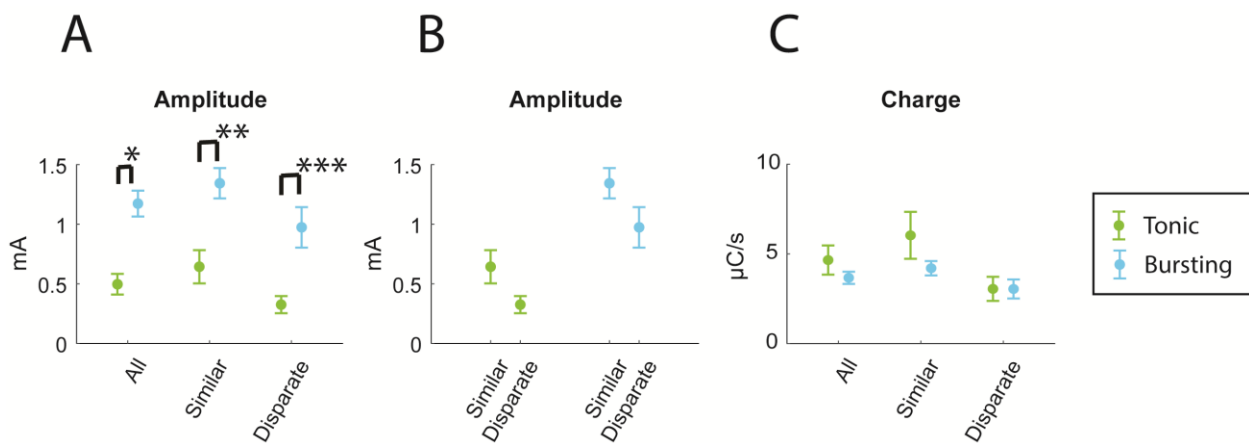 A
B
C
Amplitude
Amplitude
Charge
*
**
***
mA
1.5
1
0.5
0
All
Similar
Disparate
mA
1.5
1
0.5
0
Similar
Disparate
Similar
Disparate
µC/s
10
5
0
All
Similar
Disparate
Tonic
Bursting